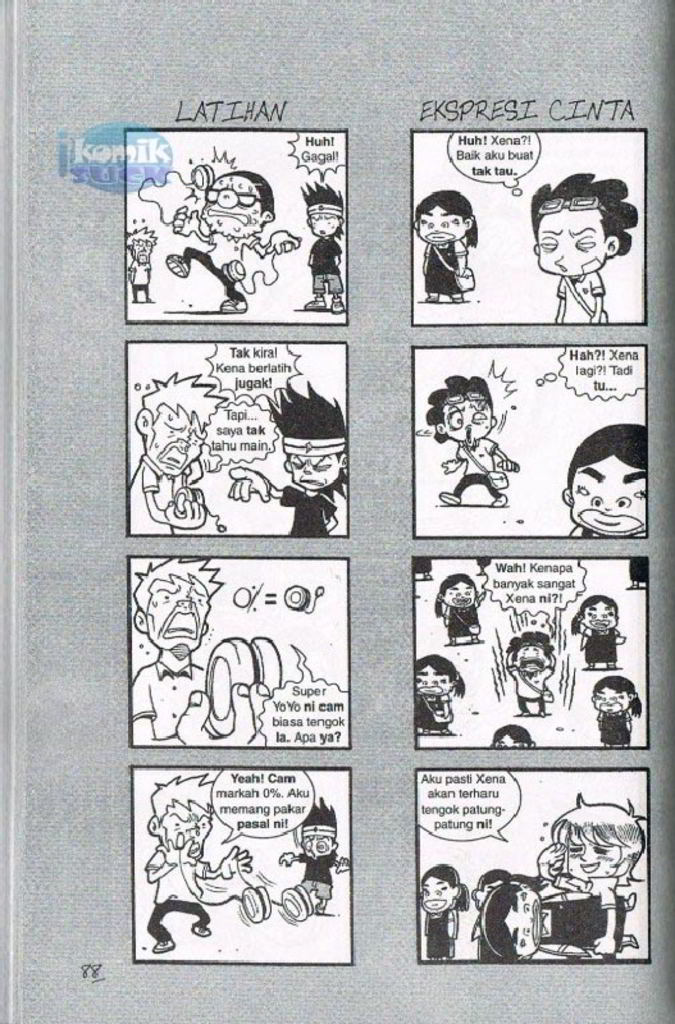 LATIHAN
Huh!
Gagal!
Tak kira!
Kena berlatih
jugak!
Tapi...
saya tak
tahu main.
0% =
Super
YoYo ni cam
biasa tengok
la.. Apa ya?
Yeah! Cam
markah 0%. Aku
memang pakar
pasal ni!
EKSPRESI CINTA
Huh! Xena?!
Baik aku buat
tak tau..
Hah?! Xena
lagi?! Tadi
tu...
Wah! Kenapa
banyak sangat
Xena ni?!
Aku pasti Xena
akan terharu
tengok patung-
patung ni!
komik
88